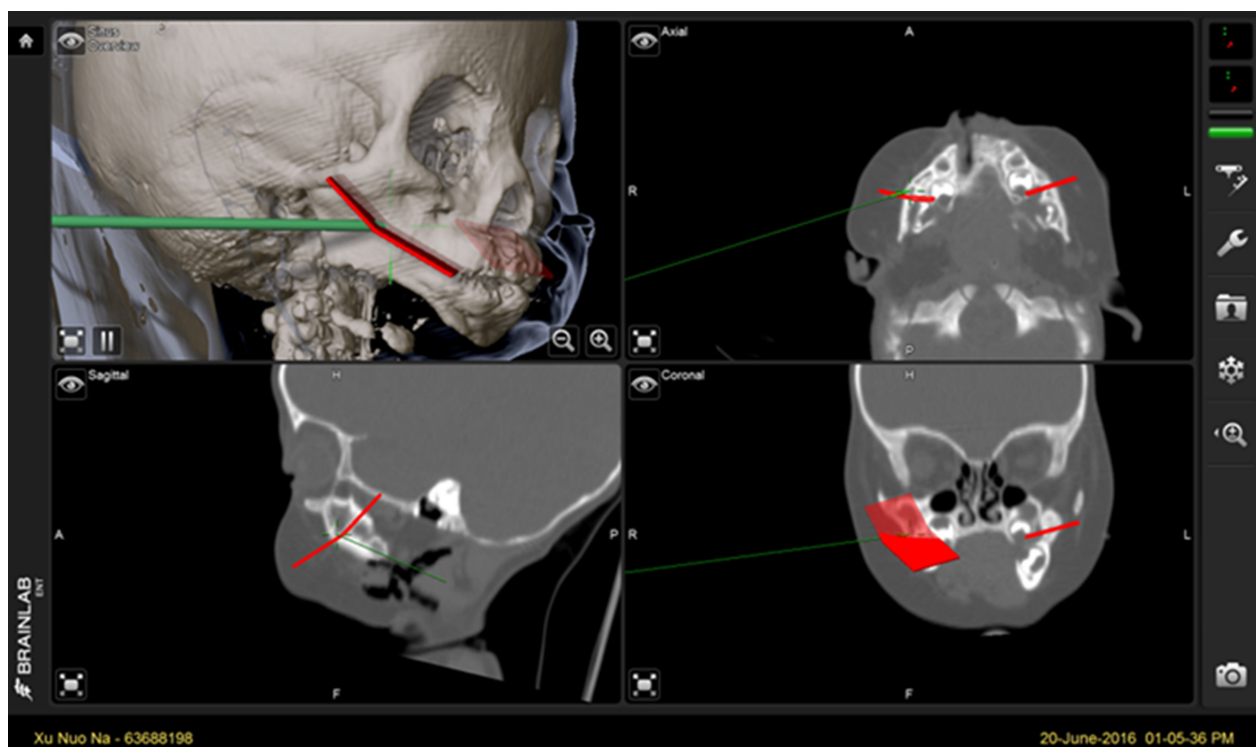 Sinus
Overview
Axial
A
R
L
P
Sagittal
H
A
P
F
Coronal
H
R
L
F
BRAINLAB
ENT
Xu Nuo Na - 63688198
20-June-2016 01-05-36 PM